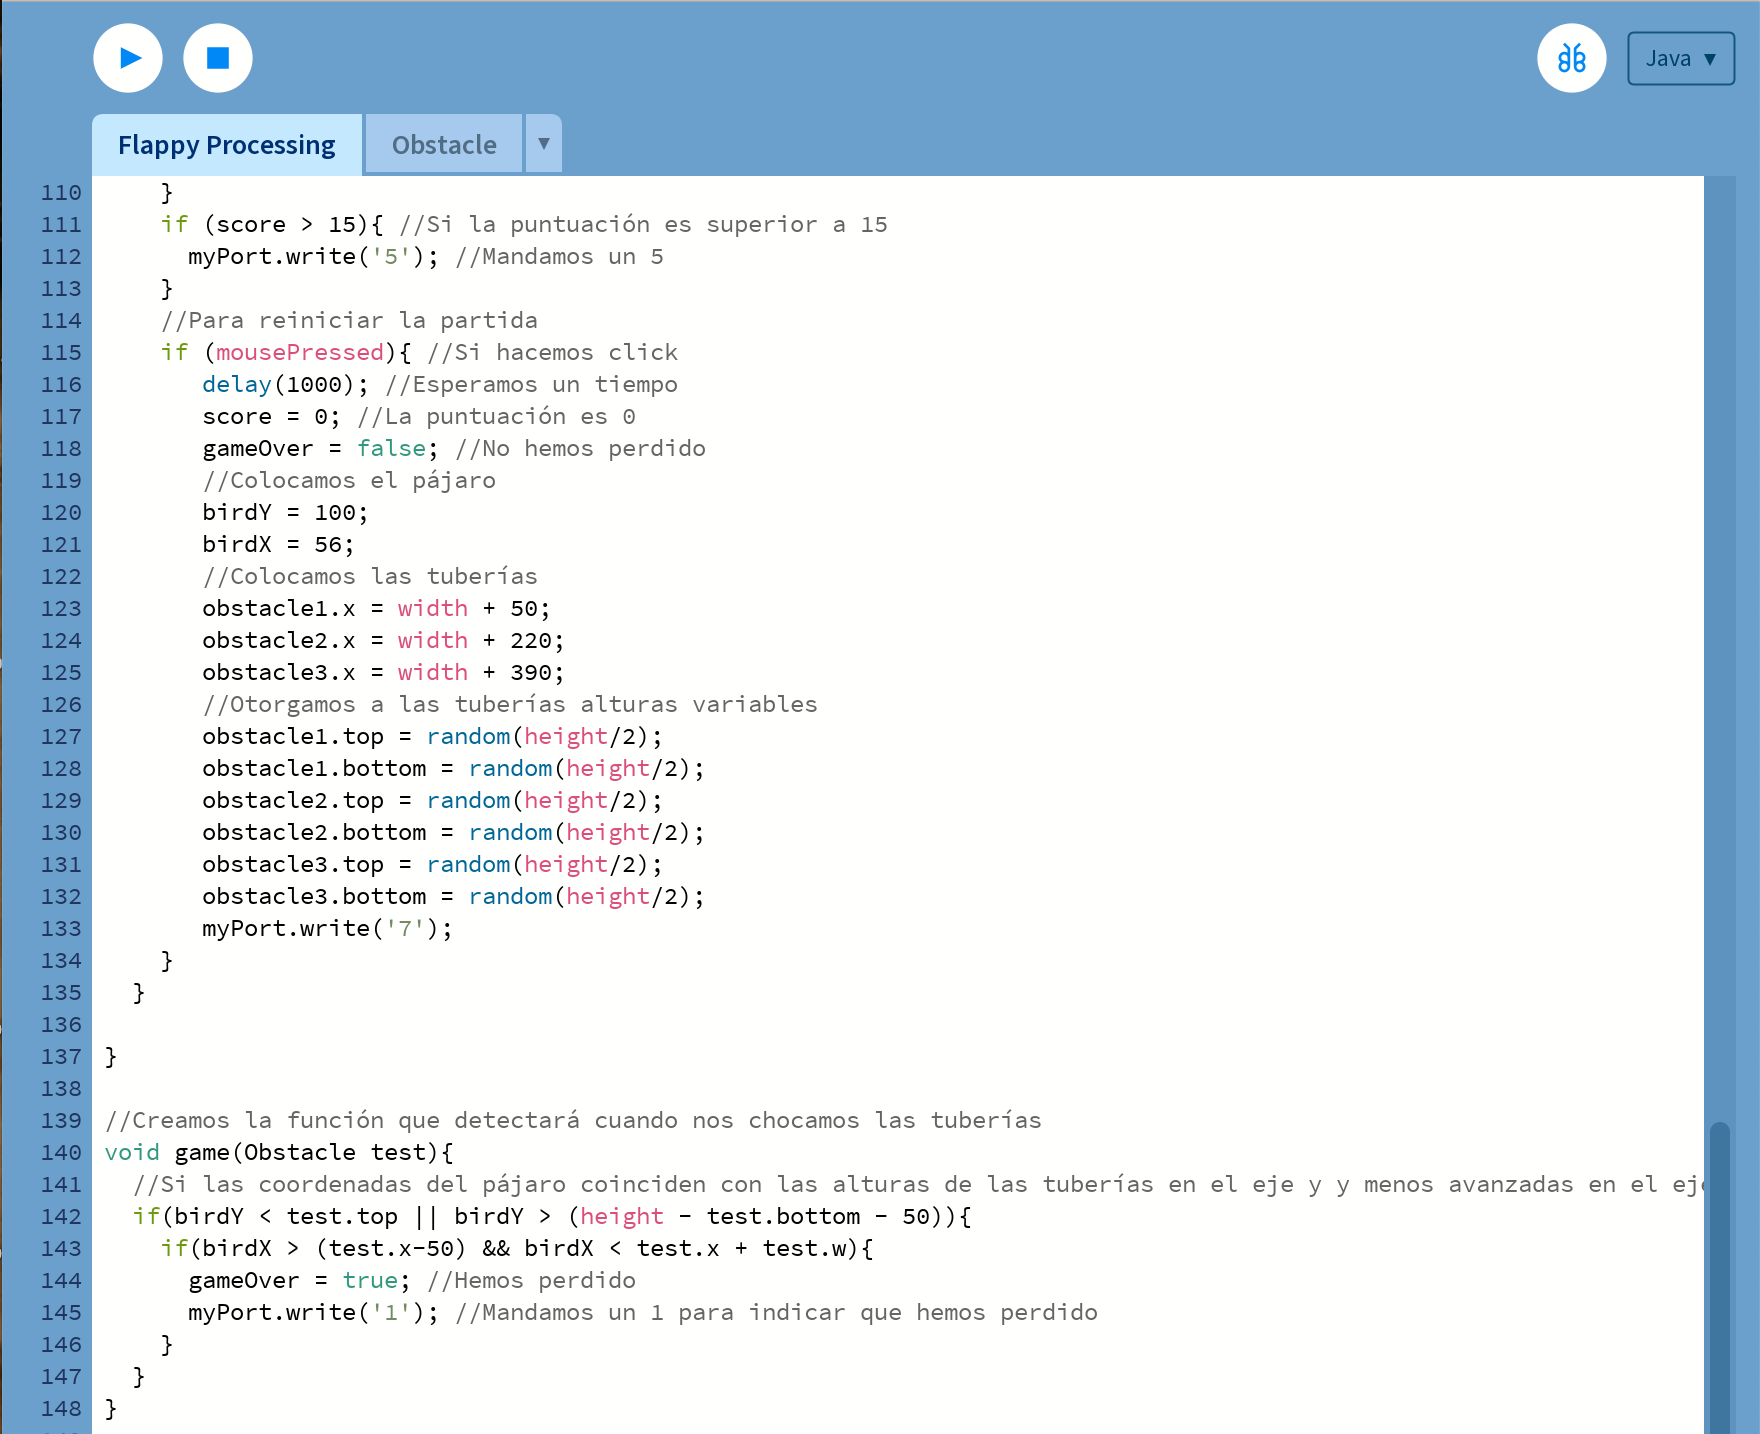 Java ▼
Flappy Processing Obstacle ▼
110     }
111     if (score > 15){ //Si la puntuación es superior a 15
112       myPort.write('5'); //Mandamos un 5
113     }
114     //Para reiniciar la partida
115     if (mousePressed){ //Si hacemos click
116        delay(1000); //Esperamos un tiempo
117        score = 0; //La puntuación es 0
118        gameOver = false; //No hemos perdido
119        //Colocamos el pájaro
120        birdY = 100;
121        birdX = 56;
122        //Colocamos las tuberías
123        obstacle1.x = width + 50;
124        obstacle2.x = width + 220;
125        obstacle3.x = width + 390;
126        //Otorgamos a las tuberías alturas variables
127        obstacle1.top = random(height/2);
128        obstacle1.bottom = random(height/2);
129        obstacle2.top = random(height/2);
130        obstacle2.bottom = random(height/2);
131        obstacle3.top = random(height/2);
132        obstacle3.bottom = random(height/2);
133        myPort.write('7');
134     }
135   }
136
137 }
138
139 //Creamos la función que detectará cuando nos chocamos las tuberías
140 void game(Obstacle test){
141   //Si las coordenadas del pájaro coinciden con las alturas de las tuberías en el eje y y menos avanzadas en el
142   if(birdY < test.top || birdY > (height - test.bottom - 50)){
143     if(birdX > (test.x-50) && birdX < test.x + test.w){
144       gameOver = true; //Hemos perdido
145       myPort.write('1'); //Mandamos un 1 para indicar que hemos perdido
146     }
147   }
148 }